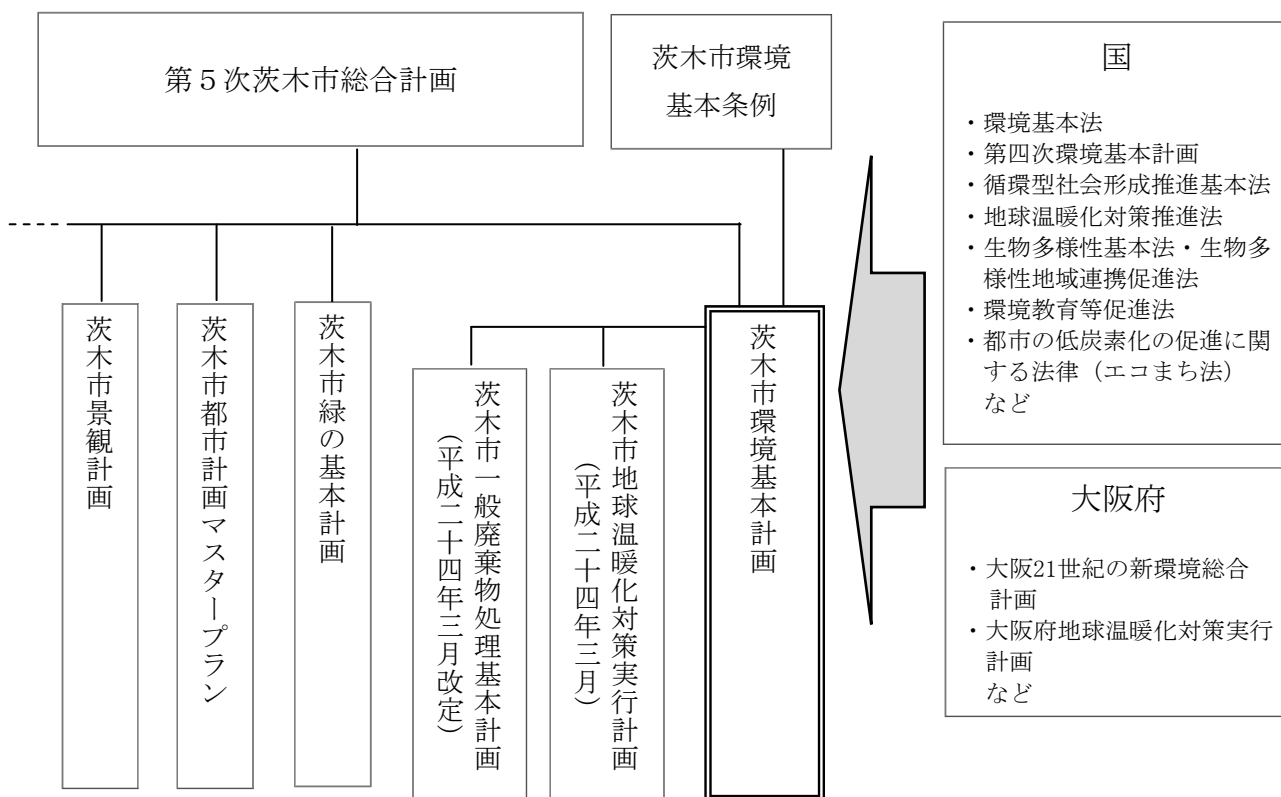 第５次茨木市総合計画
茨木市環境
基本条例
国
・環境基本法
・第四次環境基本計画
・循環型社会形成推進基本法
・地球温暖化対策推進法
・生物多様性基本法・生物多
様性地域連携促進法
・環境教育等促進法
・都市の低炭素化の促進に関
する法律（エコまち法）
など
大阪府
・大阪21世紀の新環境総合
計画
・大阪府地球温暖化対策実行
計画
など
茨木市環境基本計画
茨木市地球温暖化対策実行計画
（平成二十四年三月）
茨木市一般廃棄物処理基本計画
（平成二十四年三月改定）
茨木市緑の基本計画
茨木市都市計画マスタープラン
茨木市景観計画